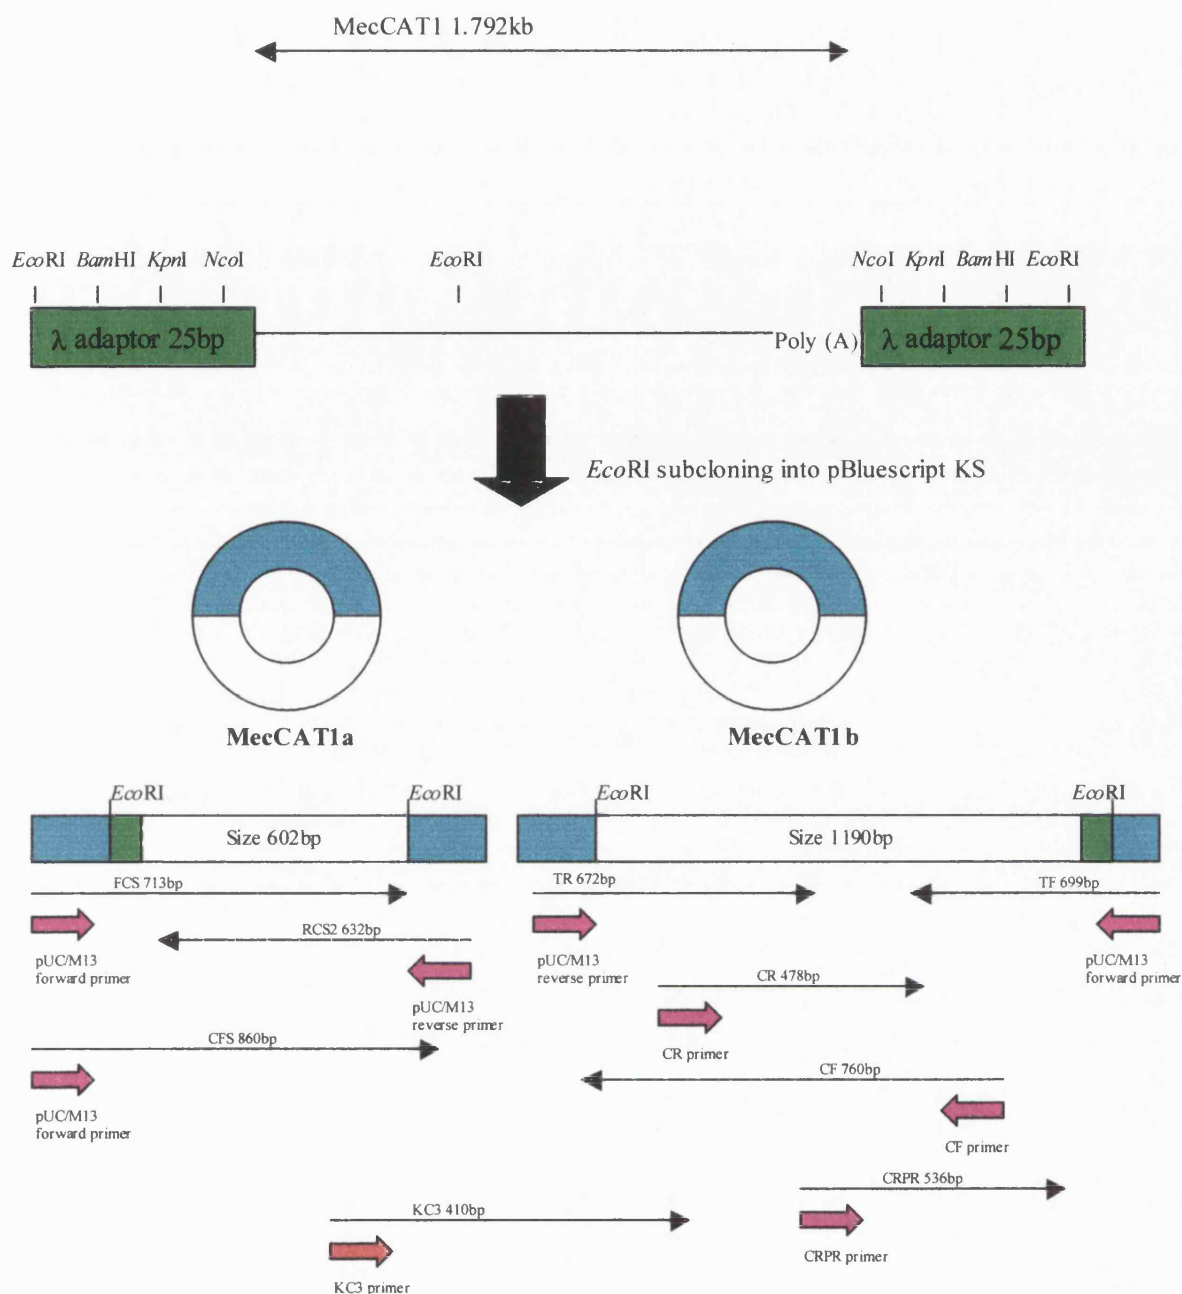 MecCAT1 1.792kb
EcoRI BamHI KpnI NcoI
EcoRI
NcoI KpnI BamHI EcoRI
λ adaptor 25bp
Poly (A)
λ adaptor 25bp
EcoRI subcloning into pBluescript KS
MecCAT1a
MecCAT1b
EcoRI
EcoRI
EcoRI
EcoRI
Size 602bp
Size 1190bp
FCS 713bp
TR 672bp
TF 699bp
RCS2 632bp
pUC/M13
forward primer
pUC/M13
reverse primer
pUC/M13
reverse primer
pUC/M13
forward primer
CR 478bp
CR primer
CFS 860bp
pUC/M13
forward primer
CF 760bp
CF primer
CRPR 536bp
CRPR primer
KC3 410bp
KC3 primer